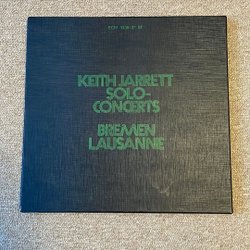 KEITH JARRETT
SOLO-
CONCERTS
BREMEN
LAUSANNE